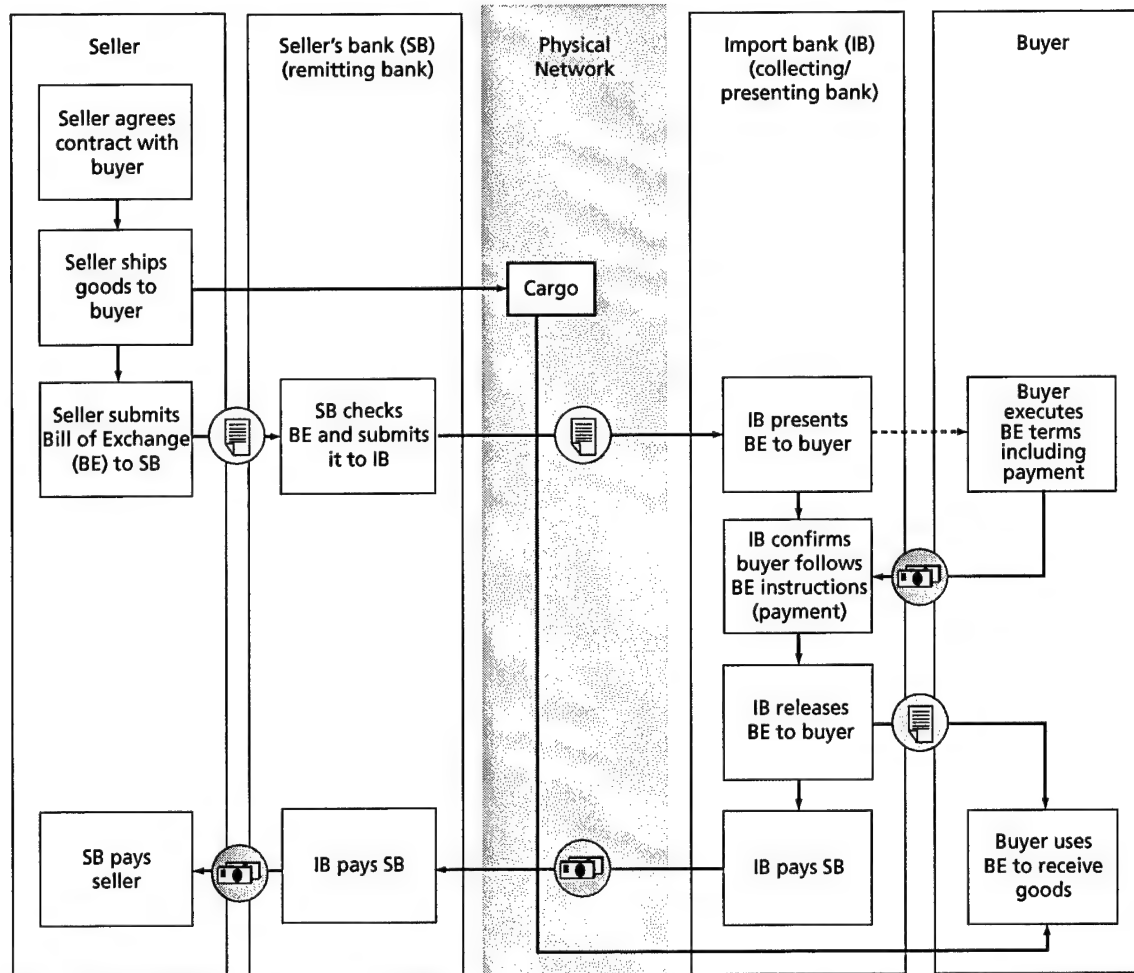 Seller
Seller's bank (SB)
(remitting bank)
Physical
Network
Import bank (IB)
(collecting/
presenting bank)
Buyer
Seller agrees
contract with
buyer
Seller ships
goods to
buyer
Cargo
Seller submits
Bill of Exchange
(BE) to SB
SB checks
BE and submits
it to IB
IB presents
BE to buyer
Buyer
executes
BE terms
including
payment
IB confirms
buyer follows
BE instructions
(payment)
IB releases
BE to buyer
SB pays
seller
IB pays SB
IB pays SB
Buyer uses
BE to receive
goods